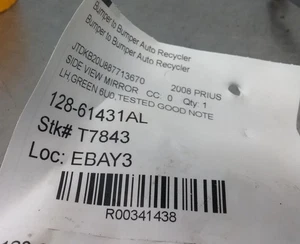 Bumper to Bumper Auto Recycler
Bumper to Bumper Auto Recycler
JTDKB20U887713670 2008 PRIUS
SIDE VIEW MIRROR CC: 0 Qty: 1
LH,GREEN 6U0,TESTED GOOD NOTE
128-61431AL
Stk# T7843
Loc: EBAY3
R00341438